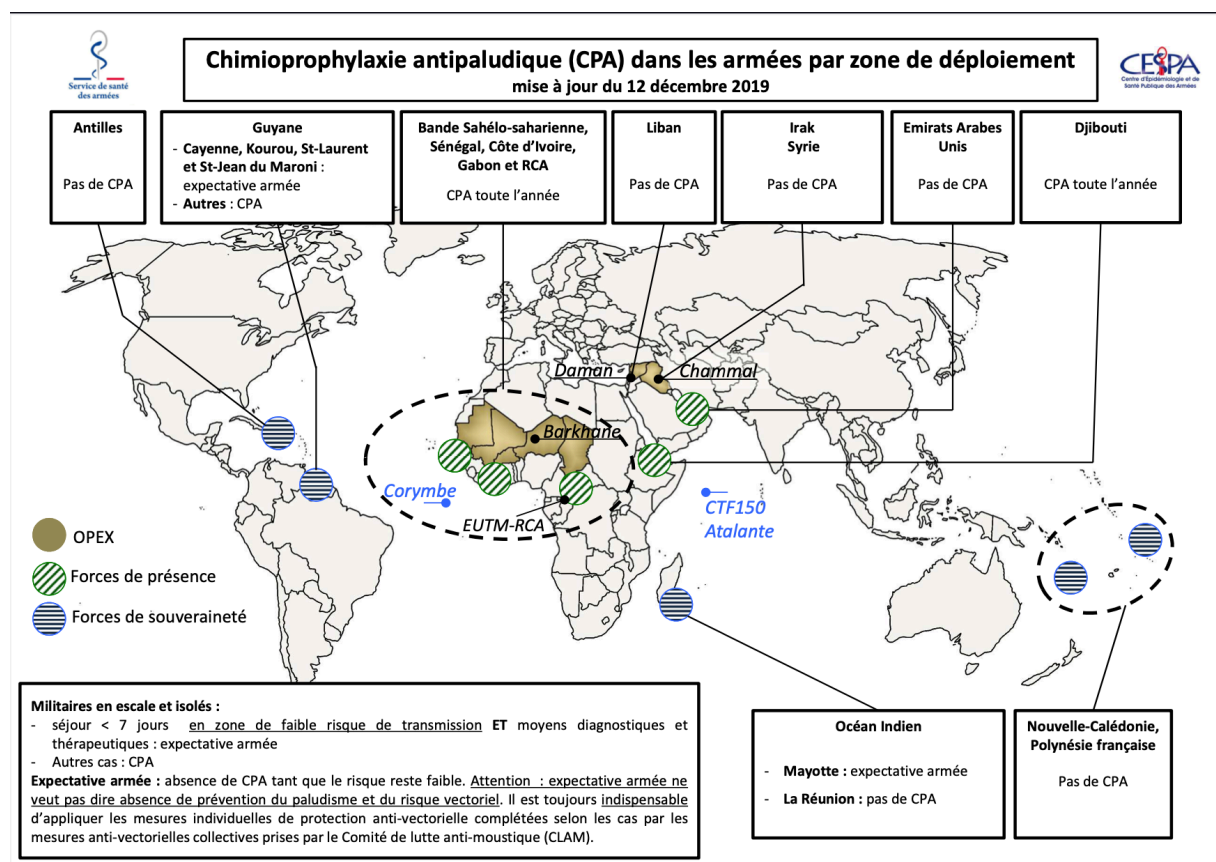 Service de santé
des armées
Chimioprophylaxie antipaludique (CPA) dans les armées par zone de déploiement
mise à jour du 12 décembre 2019
CESPA
Centre d'Epidémiologie et de
Santé Publique des Armées
Antilles
Pas de CPA
Guyane
- Cayenne, Kourou, St-Laurent
et St-Jean du Maroni :
expectative armée
- Autres : CPA
Bande Sahélo-saharienne,
Sénégal, Côte d'Ivoire,
Gabon et RCA
CPA toute l'année
Liban
Pas de CPA
Irak
Syrie
Pas de CPA
Emirats Arabes
Unis
Pas de CPA
Djibouti
CPA toute l'année
Daman
Chammal
Barkhane
Corymbe
EUTM-RCA
CTF150
Atalante
OPEX
Forces de présence
Forces de souveraineté
Militaires en escale et isolés :
- séjour < 7 jours en zone de faible risque de transmission ET moyens diagnostiques et
thérapeutiques : expectative armée
- Autres cas : CPA
Expectative armée : absence de CPA tant que le risque reste faible. Attention : expectative armée ne
veut pas dire absence de prévention du paludisme et du risque vectoriel. Il est toujours indispensable
d'appliquer les mesures individuelles de protection anti-vectorielle complétées selon les cas par les
mesures anti-vectorielles collectives prises par le Comité de lutte anti-moustique (CLAM).
Océan Indien
- Mayotte : expectative armée
- La Réunion : pas de CPA
Nouvelle-Calédonie,
Polynésie française
Pas de CPA